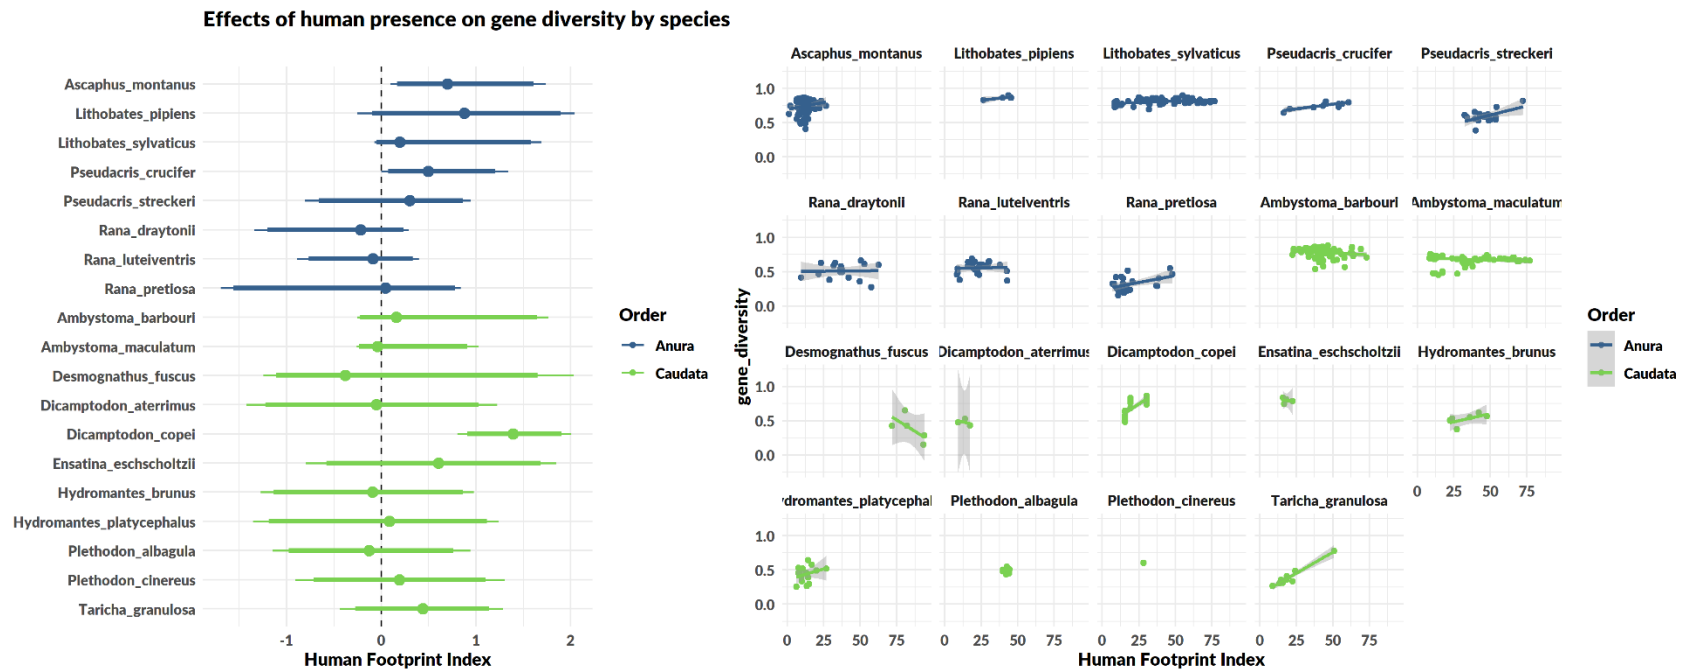 Effects of human presence on gene diversity by species
Ascaphus_montanus
Lithobates_pipiens
Lithobates_sylvaticus
Pseudacris_crucifer
Pseudacris_streckeri
Rana_draytonii
Rana_luteiventris
Rana_pretiosa
Ambystoma_barbouri
Ambystoma_maculatum
Desmognathus_fuscus
Dicamptodon_aterrimus
Dicamptodon_copei
Ensatina_eschscholtzii
Hydromantes_brunus
Hydromantes_platycephalus
Plethodon_albagula
Plethodon_cinereus
Taricha_granulosa
-1 0 1 2
Human Footprint Index
Order
Anura
Caudata
gene_diversity
Ascaphus_montanus Lithobates_pipiens Lithobates_sylvaticus Pseudacris_crucifer Pseudacris_streckeri
1.0
0.5
0.0
Rana_draytonii Rana_luteiventris Rana_pretiosa Ambystoma_barbouri Ambystoma_maculatum
1.0
0.5
0.0
Desmognathus_fuscus Dicamptodon_aterrimus Dicamptodon_copei Ensatina_eschscholtzii Hydromantes_brunus
1.0
0.5
0.0
0 25 50 75
ydromantes_platycephal Plethodon_albagula Plethodon_cinereus Taricha_granulosa
1.0
0.5
0.0
0 25 50 75 0 25 50 75 0 25 50 75 0 25 50 75
Human Footprint Index
Order
Anura
Caudata